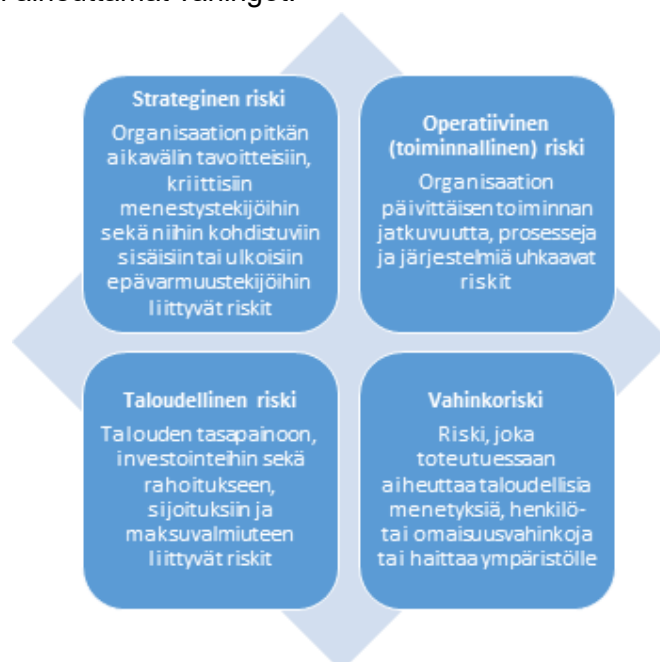 Strateginen riski
Organisaation pitkän
aikavälin tavoitteisiin,
kriittisiin
menestystekijöihin
sekä niihin kohdistuviin
sisäisiin tai ulkoisiin
epävarmuustekijöihin
liittyvät riskit
Operatiivinen
(toiminnallinen) riski
Organisaation
päivittäisen toiminnan
jatkuvuutta, prosesseja
ja järjestelmiä uhkaavat
riskit
Taloudellinen riski
Talouden tasapainoon,
investointeihin sekä
rahoitukseen,
sijoituksiin ja
maksuvalmiuteen
liittyvät riskit
Vahinkoriski
Riski, joka
toteutuessaan
aiheuttaa taloudellisia
menetyksiä, henkilö-
tai omaisuusvahinkoja
tai haittaa ympäristölle